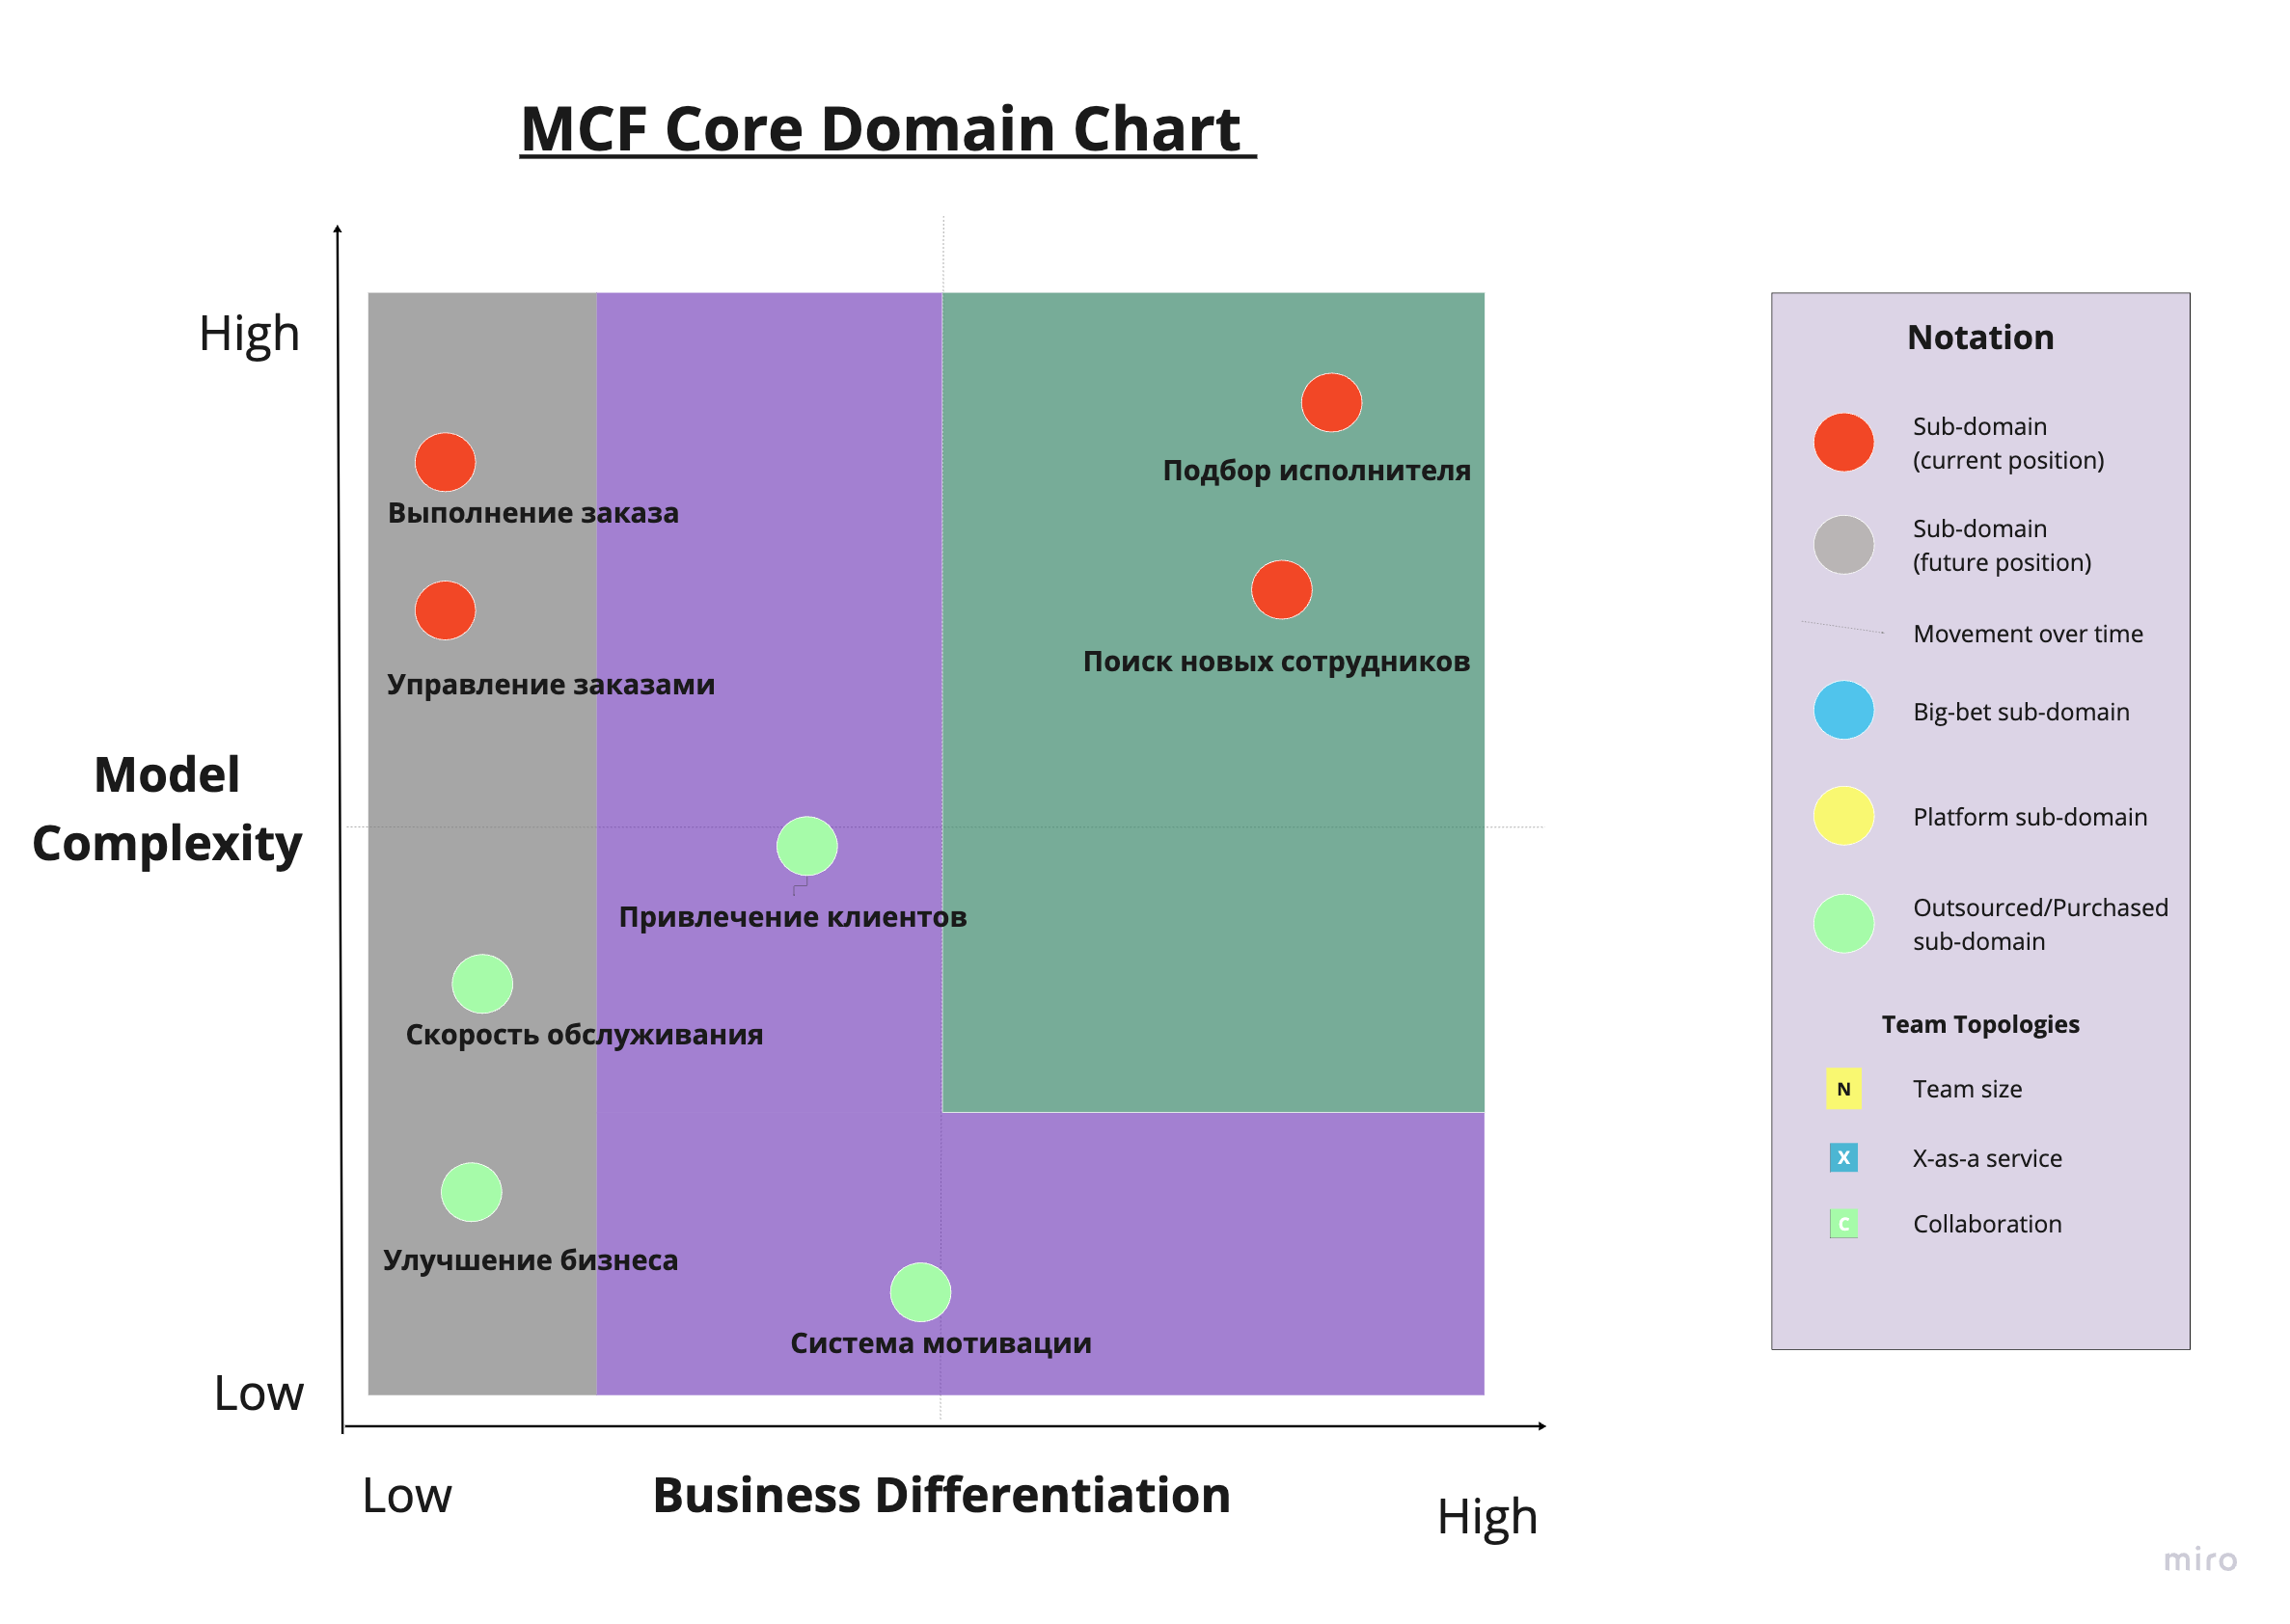 MCF Core Domain Chart
High
Выполнение заказа
Управление заказами
Подбор исполнителя
Поиск новых сотрудников
Model
Complexity
Привлечение клиентов
Скорость обслуживания
Улучшение бизнеса
Система мотивации
Low
Low
Business Differentiation
High
Notation
Sub-domain
(current position)
Sub-domain
(future position)
Movement over time
Big-bet sub-domain
Platform sub-domain
Outsourced/Purchased
sub-domain
Team Topologies
N
Team size
X
X-as-a service
C
Collaboration
miro